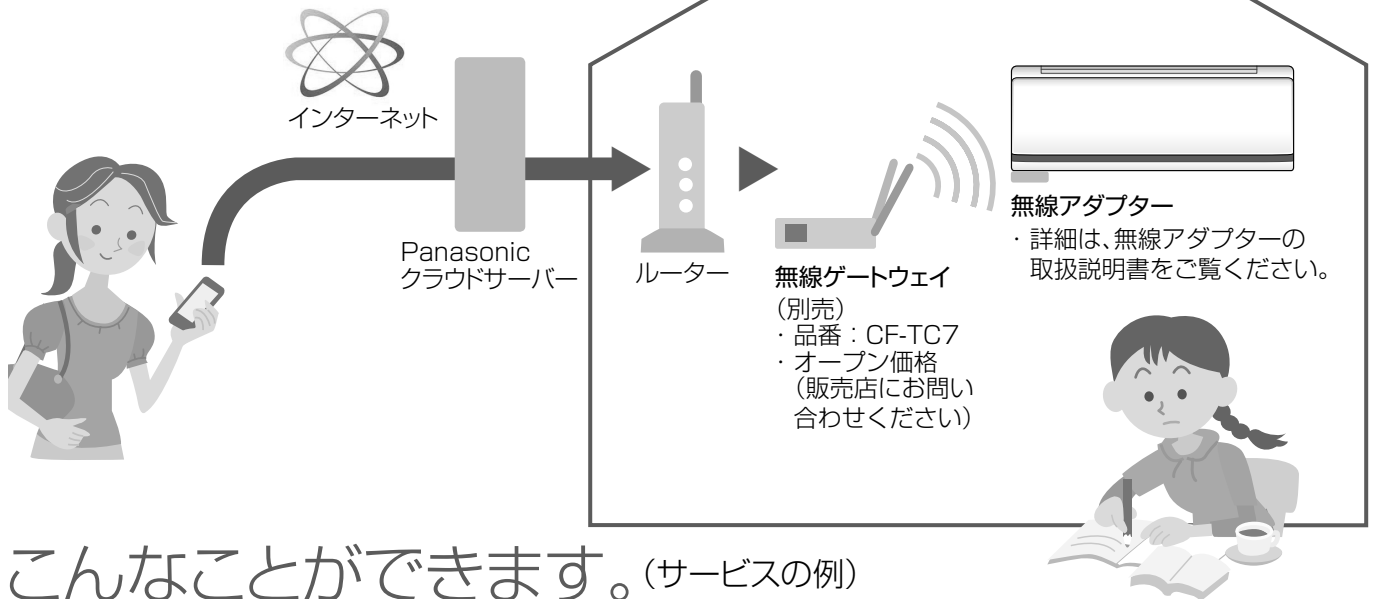 インターネット
Panasonic
クラウドサーバー
ルーター
無線ゲートウェイ
（別売）
・品番：CF-TC7
・オープン価格
（販売店にお問い
合わせください）
無線アダプター
・詳細は、無線アダプターの
取扱説明書をご覧ください。
こんなことができます。（サービスの例）